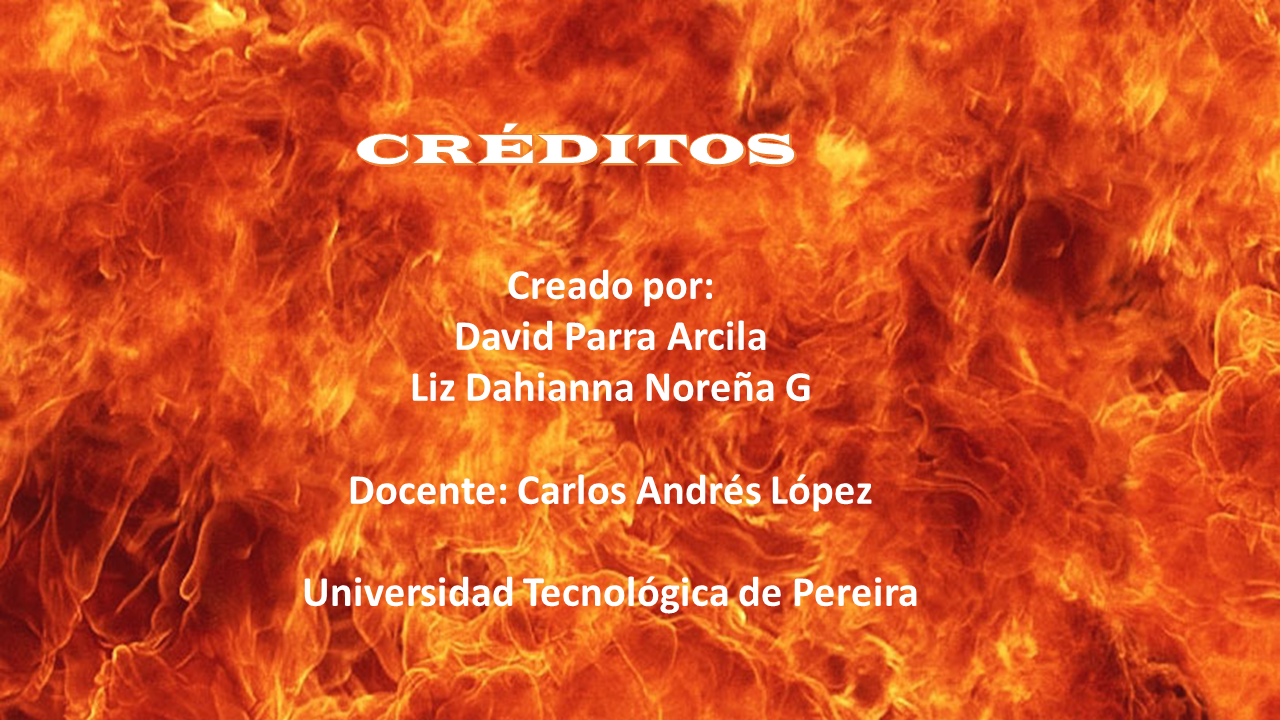 CRÉDITOS
Creado por:
David Parra Arcila
Liz Dahianna Noreña G
Docente: Carlos Andrés López
Universidad Tecnológica de Pereira